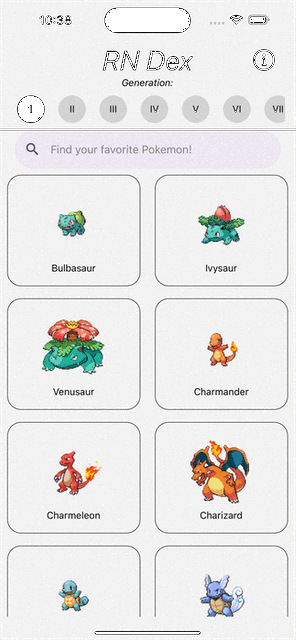 10:38
RN Dex
Generation:
I II III IV V VI VII
Find your favorite Pokemon!
Bulbasaur Ivysaur
Venusaur Charmander
Charmeleon Charizard